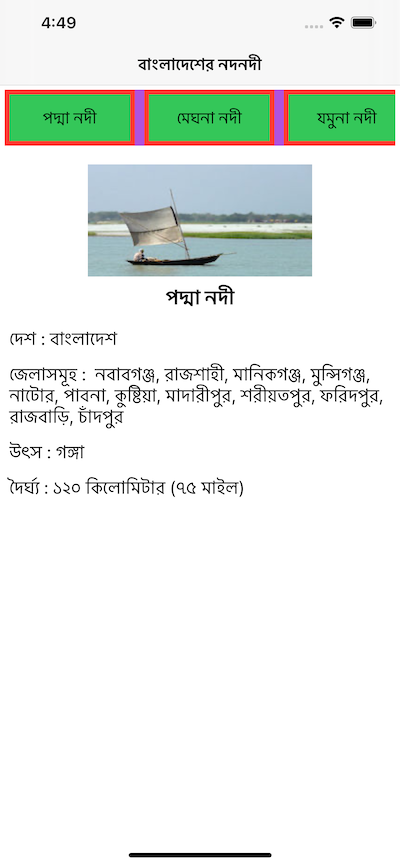 4:49
বাংলাদেশের নদনদী
পদ্মা নদী মেঘনা নদী যমুনা নদী
পদ্মা নদী
দেশ : বাংলাদেশ
জেলাসমূহ : নবাবগঞ্জ, রাজশাহী, মানিকগঞ্জ, মুন্সিগঞ্জ,
নাটোর, পাবনা, কুষ্টিয়া, মাদারীপুর, শরীয়তপুর, ফরিদপুর,
রাজবাড়ি, চাঁদপুর
উৎস : গঙ্গা
দৈর্ঘ্য : ১২০ কিলোমিটার (৭৫ মাইল)